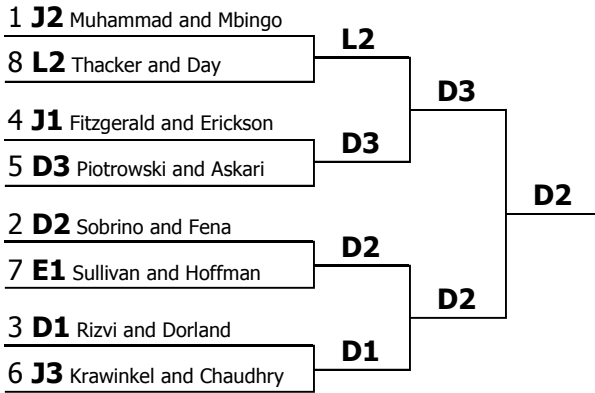 1 J2 Muhammad and Mbingo
8 L2 Thacker and Day
4 J1 Fitzgerald and Erickson
5 D3 Piotrowski and Askari
2 D2 Sobrino and Fena
7 E1 Sullivan and Hoffman
3 D1 Rizvi and Dorland
6 J3 Krawinkel and Chaudhry
L2
D3
D2
D1
D3
D2
D2